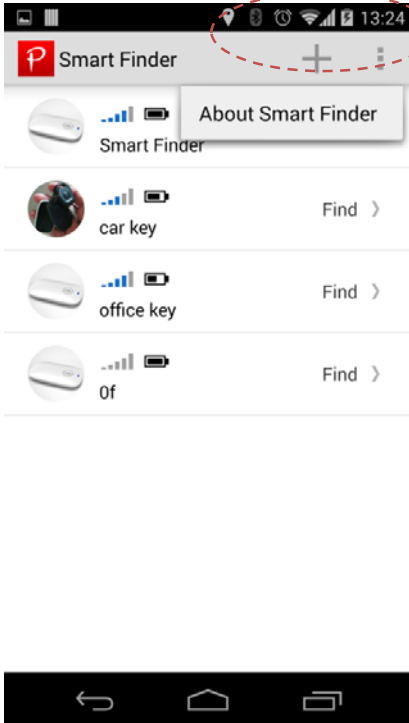 13:24
Smart Finder
About Smart Finder
Smart Finder
car key
Find
office key
Find
0f
Find